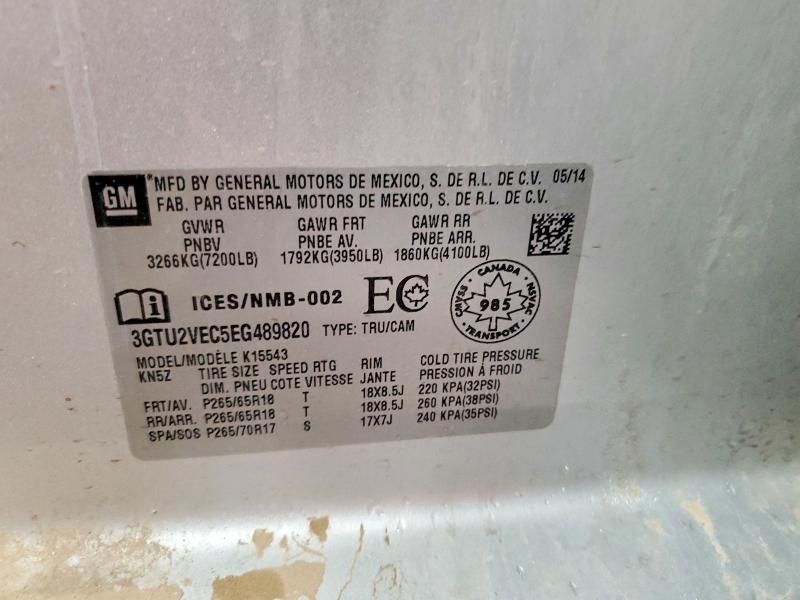 GM
*MFD BY GENERAL MOTORS DE MEXICO, S. DE R.L. DE C.V. 05/14
FAB. PAR GENERAL MOTORS DE MEXICO, S. DE R.L. DE C.V.
GVWR GAWR FRT GAWR RR
PNBV PNBE AV. PNBE ARR.
3266KG(7200LB) 1792KG(3950LB) 1860KG(4100LB)
i ICES/NMB-002 EC CANADA CMVSS 985 NSVAC TRANSPORT
3GTU2VEC5EG489820 TYPE: TRU/CAM
MODEL/MODÈLE K15543
KN5Z TIRE SIZE SPEED RTG RIM COLD TIRE PRESSURE
DIM. PNEU COTE VITESSE JANTE PRESSION À FROID
FRT/AV. P265/65R18 T 18X8.5J 220 KPA(32PSI)
RR/ARR. P265/65R18 T 18X8.5J 260 KPA(38PSI)
SPA/SOS P265/70R17 S 17X7J 240 KPA(35PSI)